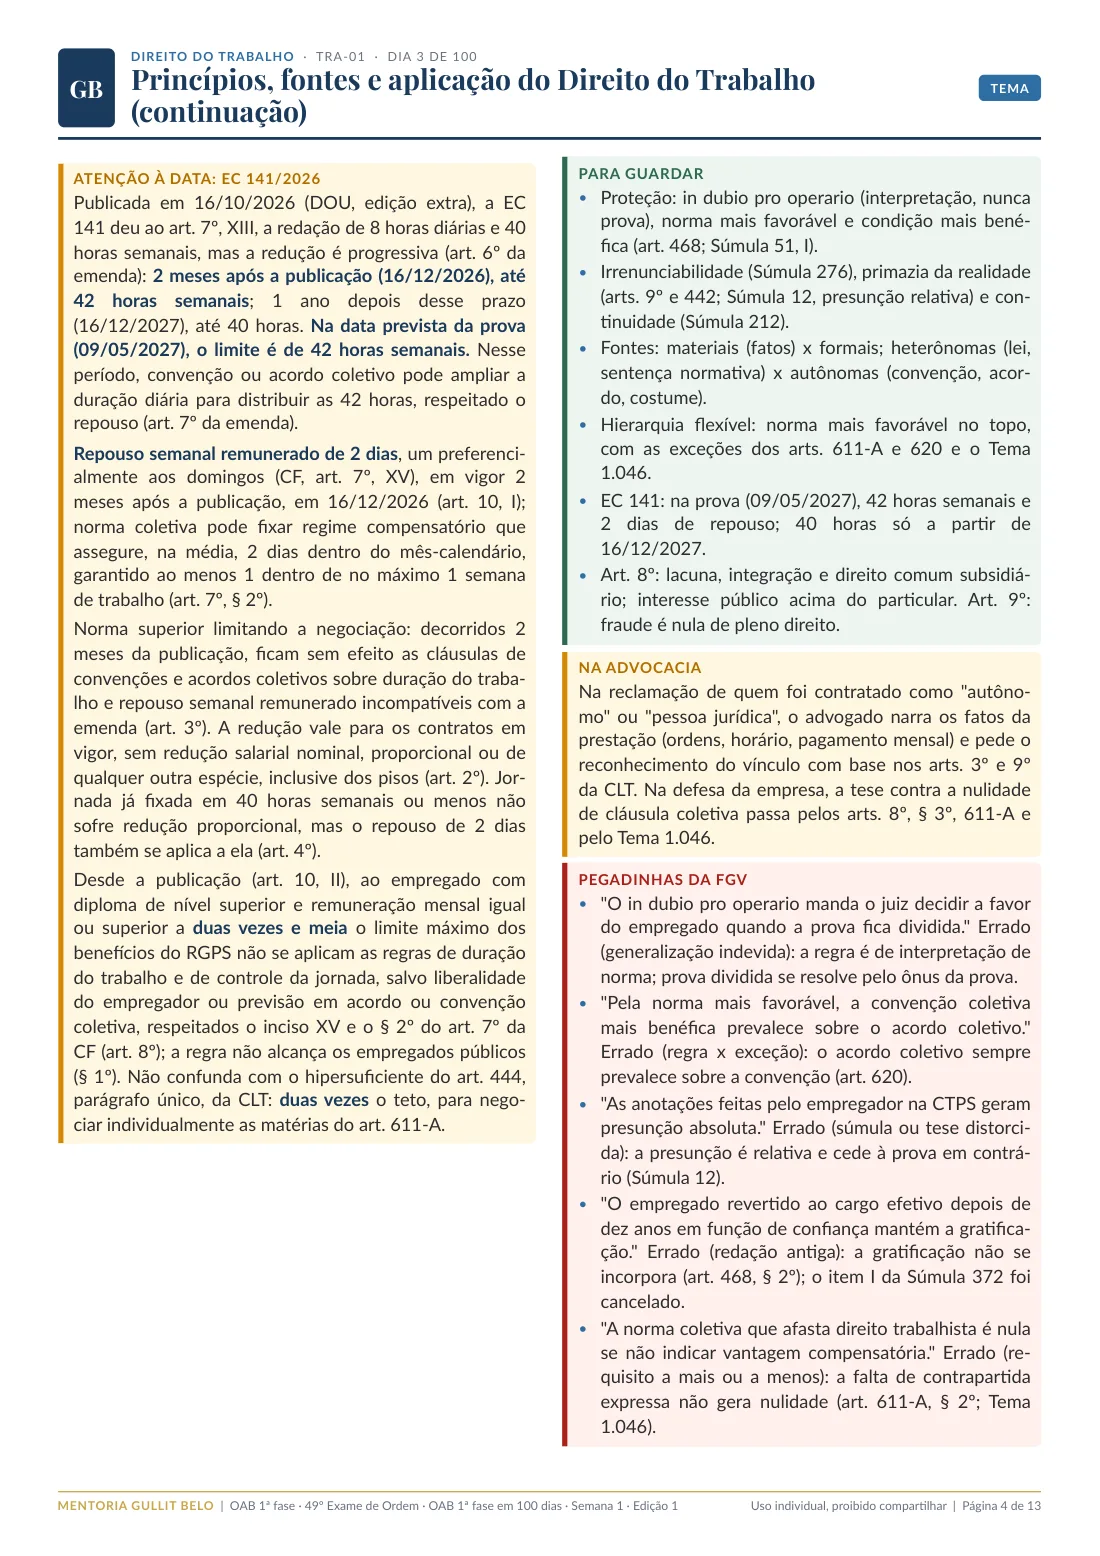 GB
DIREITO DO TRABALHO · TRA-01 · DIA 3 DE 100
Princípios, fontes e aplicação do Direito do Trabalho
(continuação)
TEMA
ATENÇÃO À DATA: EC 141/2026
Publicada em 16/10/2026 (DOU, edição extra), a EC
141 deu ao art. 7º, XIII, a redação de 8 horas diárias e 40
horas semanais, mas a redução é progressiva (art. 6º da
emenda): 2 meses após a publicação (16/12/2026), até
42 horas semanais; 1 ano depois desse prazo
(16/12/2027), até 40 horas. Na data prevista da prova
(09/05/2027), o limite é de 42 horas semanais. Nesse
período, convenção ou acordo coletivo pode ampliar a
duração diária para distribuir as 42 horas, respeitado o
repouso (art. 7º da emenda).
Repouso semanal remunerado de 2 dias, um preferenci-
almente aos domingos (CF, art. 7º, XV), em vigor 2
meses após a publicação, em 16/12/2026 (art. 10, I);
norma coletiva pode fixar regime compensatório que
assegure, na média, 2 dias dentro do mês-calendário,
garantido ao menos 1 dentro de no máximo 1 semana
de trabalho (art. 7º, § 2º).
Norma superior limitando a negociação: decorridos 2
meses da publicação, ficam sem efeito as cláusulas de
convenções e acordos coletivos sobre duração do traba-
lho e repouso semanal remunerado incompatíveis com a
emenda (art. 3º). A redução vale para os contratos em
vigor, sem redução salarial nominal, proporcional ou de
qualquer outra espécie, inclusive dos pisos (art. 2º). Jor-
nada já fixada em 40 horas semanais ou menos não
sofre redução proporcional, mas o repouso de 2 dias
também se aplica a ela (art. 4º).
Desde a publicação (art. 10, II), ao empregado com
diploma de nível superior e remuneração mensal igual
ou superior a duas vezes e meia o limite máximo dos
benefícios do RGPS não se aplicam as regras de duração
do trabalho e de controle da jornada, salvo liberalidade
do empregador ou previsão em acordo ou convenção
coletiva, respeitados o inciso XV e o § 2º do art. 7º da
CF (art. 8º); a regra não alcança os empregados públicos
(§ 1º). Não confunda com o hipersuficiente do art. 444,
parágrafo único, da CLT: duas vezes o teto, para nego-
ciar individualmente as matérias do art. 611-A.
PARA GUARDAR
• Proteção: in dubio pro operario (interpretação, nunca
prova), norma mais favorável e condição mais bené-
fica (art. 468; Súmula 51, I).
• Irrenunciabilidade (Súmula 276), primazia da realidade
(arts. 9º e 442; Súmula 12, presunção relativa) e con-
tinuidade (Súmula 212).
• Fontes: materiais (fatos) x formais; heterônomas (lei,
sentença normativa) x autônomas (convenção, acor-
do, costume).
• Hierarquia flexível: norma mais favorável no topo,
com as exceções dos arts. 611-A e 620 e o Tema
1.046.
• EC 141: na prova (09/05/2027), 42 horas semanais e
2 dias de repouso; 40 horas só a partir de
16/12/2027.
• Art. 8º: lacuna, integração e direito comum subsidiá-
rio; interesse público acima do particular. Art. 9º:
fraude é nula de pleno direito.
NA ADVOCACIA
Na reclamação de quem foi contratado como "autôno-
mo" ou "pessoa jurídica", o advogado narra os fatos da
prestação (ordens, horário, pagamento mensal) e pede o
reconhecimento do vínculo com base nos arts. 3º e 9º
da CLT. Na defesa da empresa, a tese contra a nulidade
de cláusula coletiva passa pelos arts. 8º, § 3º, 611-A e
pelo Tema 1.046.
PEGADINHAS DA FGV
• "O in dubio pro operario manda o juiz decidir a favor
do empregado quando a prova fica dividida." Errado
(generalização indevida): a regra é de interpretação de
norma; prova dividida se resolve pelo ônus da prova.
• "Pela norma mais favorável, a convenção coletiva
mais benéfica prevalece sobre o acordo coletivo."
Errado (regra x exceção): o acordo coletivo sempre
prevalece sobre a convenção (art. 620).
• "As anotações feitas pelo empregador na CTPS geram
presunção absoluta." Errado (súmula ou tese distorci-
da): a presunção é relativa e cede à prova em contrá-
rio (Súmula 12).
• "O empregado revertido ao cargo efetivo depois de
dez anos em função de confiança mantém a gratifica-
ção." Errado (redação antiga): a gratificação não se
incorpora (art. 468, § 2º); o item I da Súmula 372 foi
cancelado.
• "A norma coletiva que afasta direito trabalhista é nula
se não indicar vantagem compensatória." Errado (re-
quisito a mais ou a menos): a falta de contrapartida
expressa não gera nulidade (art. 611-A, § 2º; Tema
1.046).
MENTORIA GULLIT BELO | OAB 1ª fase · 49º Exame de Ordem · OAB 1ª fase em 100 dias · Semana 1 · Edição 1
Uso individual, proibido compartilhar | Página 4 de 13